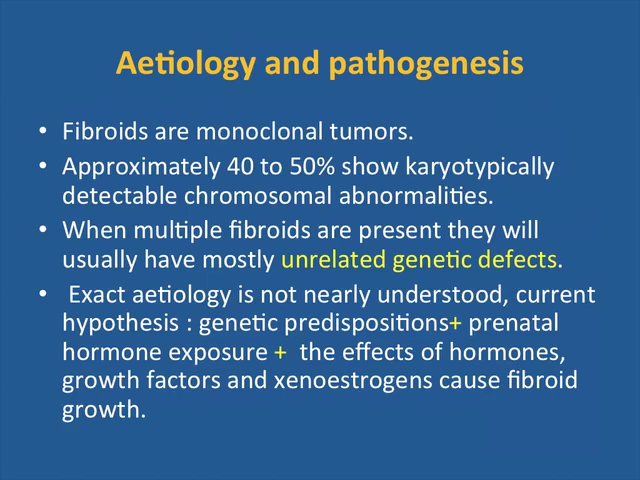 Aetiology and pathogenesis
• Fibroids are monoclonal tumors.
• Approximately 40 to 50% show karyotypically
detectable chromosomal abnormalities.
• When multiple fibroids are present they will
usually have mostly unrelated genetic defects.
• Exact aetiology is not nearly understood, current
hypothesis : genetic predispositions+ prenatal
hormone exposure + the effects of hormones,
growth factors and xenoestrogens cause fibroid
growth.